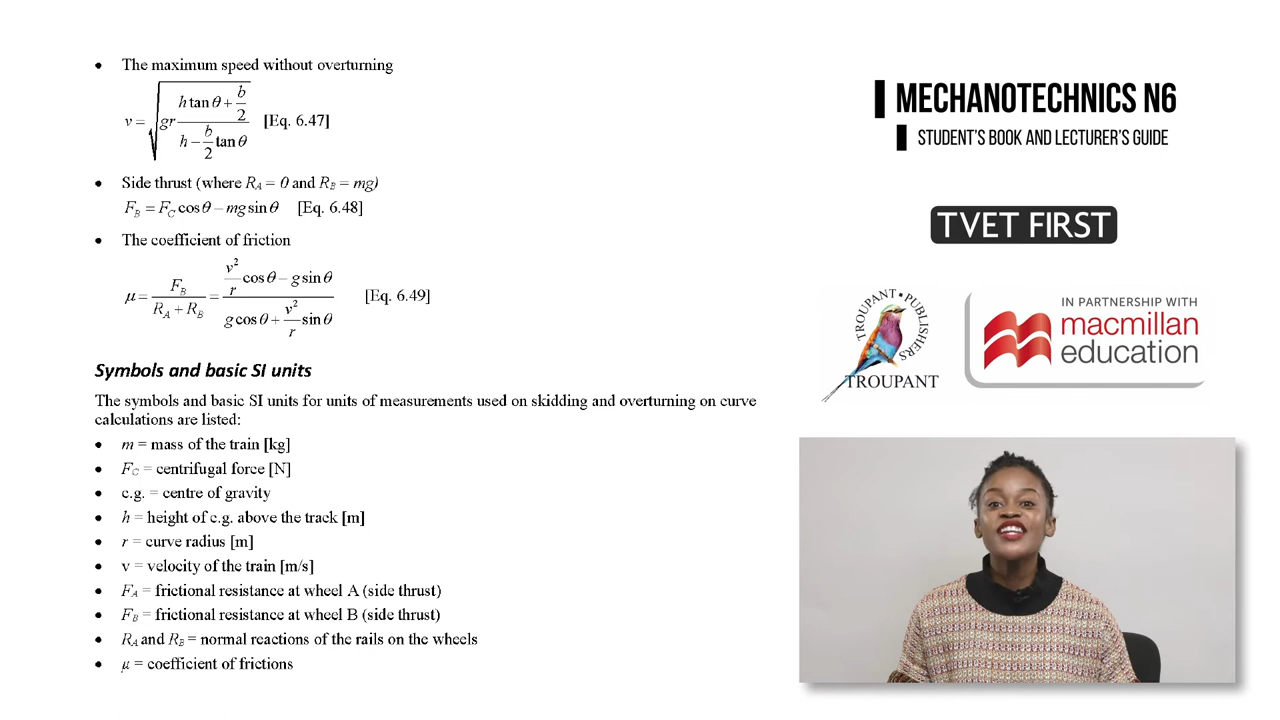 • The maximum speed without overturning
v = √(gr (h tan θ + b/2) / (h − b/2 tan θ)) [Eq. 6.47]
• Side thrust (where R_A = 0 and R_B = mg)
F_B = F_C cos θ − mg sin θ [Eq. 6.48]
• The coefficient of friction
μ = F_B / (R_A + R_B) = (v²/r cos θ − g sin θ) / (g cos θ + v²/r sin θ) [Eq. 6.49]
Symbols and basic SI units
The symbols and basic SI units for units of measurements used on skidding and overturning on curve
calculations are listed:
• m = mass of the train [kg]
• F_C = centrifugal force [N]
• c.g. = centre of gravity
• h = height of c.g. above the track [m]
• r = curve radius [m]
• v = velocity of the train [m/s]
• F_A = frictional resistance at wheel A (side thrust)
• F_B = frictional resistance at wheel B (side thrust)
• R_A and R_B = normal reactions of the rails on the wheels
• μ = coefficient of frictions
MECHANOTECHNICS N6
STUDENT'S BOOK AND LECTURER'S GUIDE
TVET FIRST
TROUPANT • PUBLISHERS
TROUPANT
IN PARTNERSHIP WITH
macmillan
education